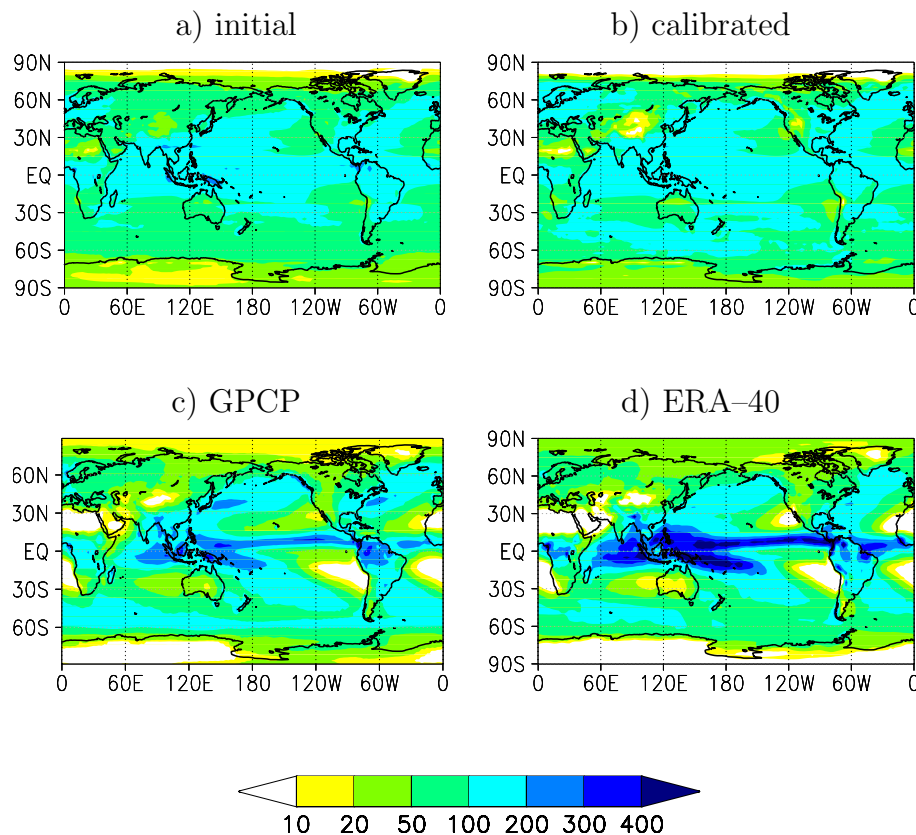 a) initial
b) calibrated
90N
60N
30N
EQ
30S
60S
90S
0 60E 120E 180 120W 60W 0
90N
60N
30N
EQ
30S
60S
90S
0 60E 120E 180 120W 60W 0
c) GPCP
d) ERA–40
60N
30N
EQ
30S
60S
0 60E 120E 180 120W 60W 0
90N
60N
30N
EQ
30S
60S
90S
0 60E 120E 180 120W 60W 0
10 20 50 100 200 300 400